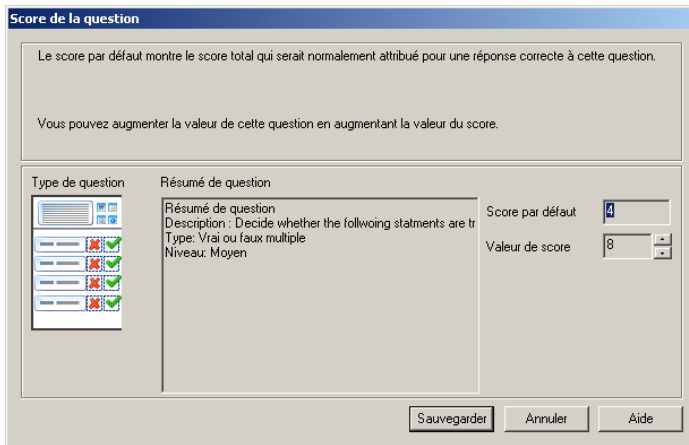 Score de la question
Le score par défaut montre le score total qui serait normalement attribué pour une réponse correcte à cette question.
Vous pouvez augmenter la valeur de cette question en augmentant la valeur du score.
Type de question
Résumé de question
Résumé de question
Description : Decide whether the follwoing statments are tr
Type: Vrai ou faux multiple
Niveau: Moyen
Score par défaut 4
Valeur de score 8
Sauvegarder Annuler Aide